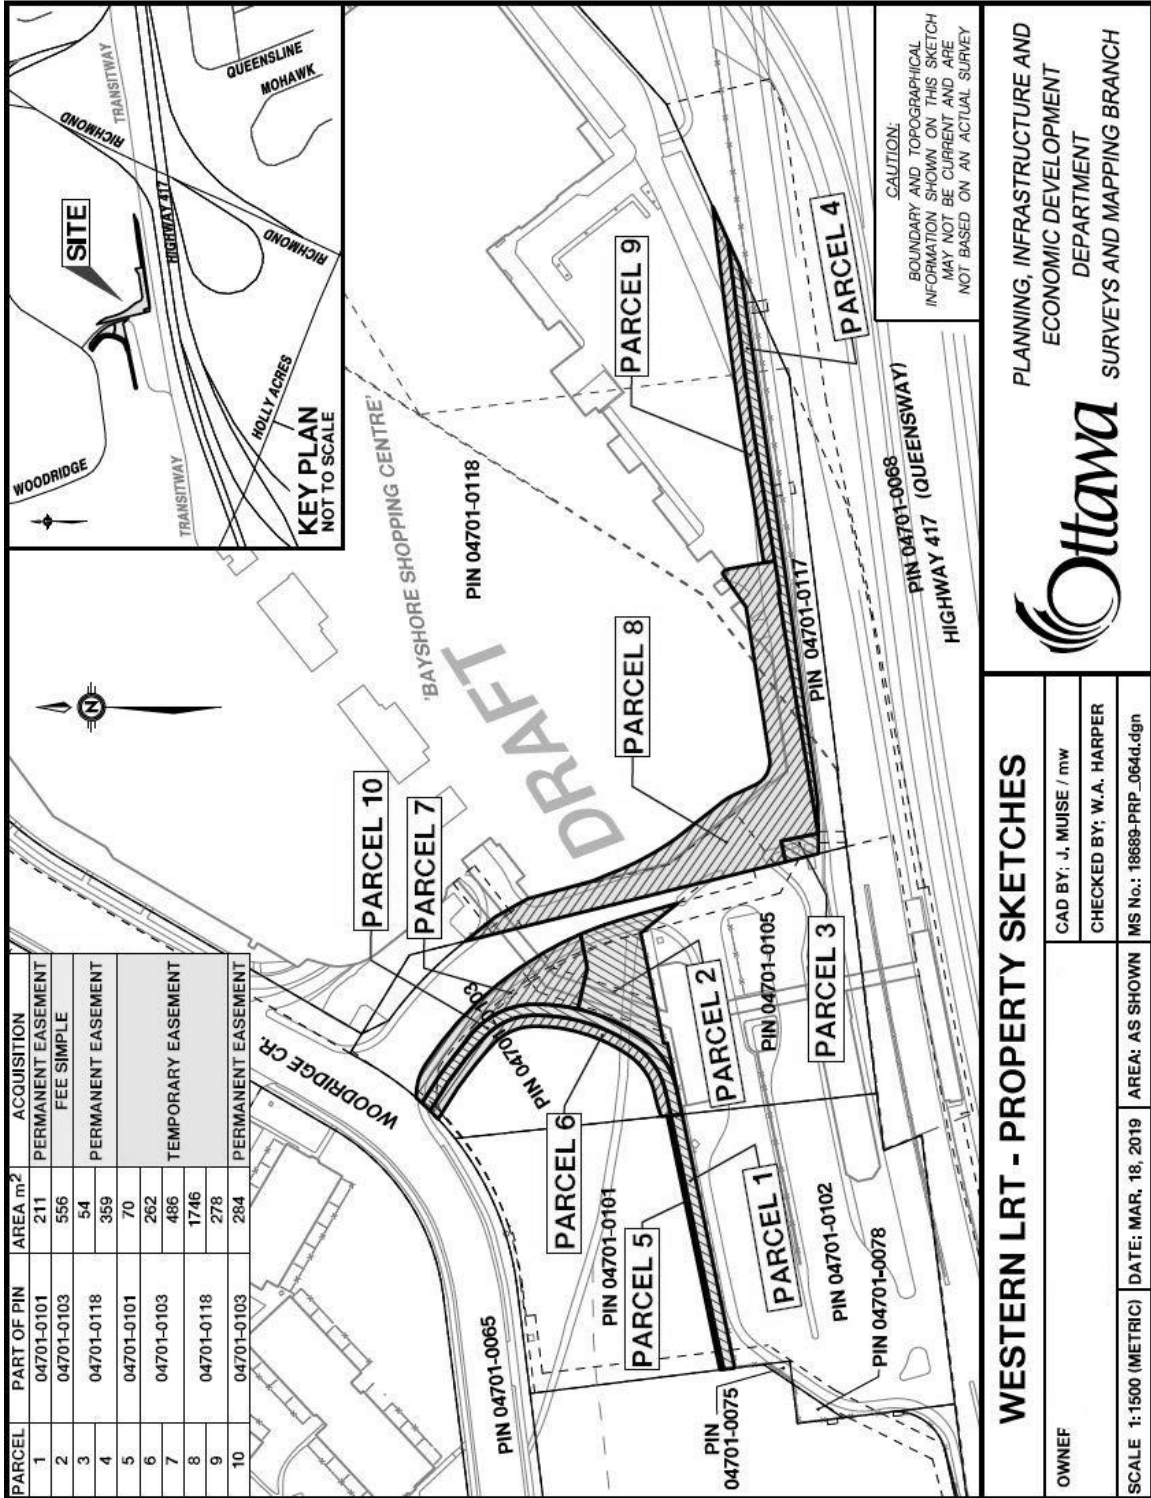 PARCEL PART OF PIN AREA m2 ACQUISITION
1 04701-0101 211 PERMANENT EASEMENT
2 04701-0103 556 FEE SIMPLE
3 04701-0118 54 PERMANENT EASEMENT
4 359
5 04701-0101 70 TEMPORARY EASEMENT
6 04701-0103 262
7 486
8 04701-0118 1746
9 278
10 04701-0103 284 PERMANENT EASEMENT
WOODRIDGE
TRANSITWAY
TRANSITWAY
SITE
RICHMOND
RICHMOND
QUEENSLINE
MOHAWK
HIGHWAY 417
HOLLY ACRES
KEY PLAN
NOT TO SCALE
N
'BAYSHORE SHOPPING CENTRE'
PIN 04701-0118
DRAFT
WOODRIDGE CR.
PARCEL 10
PARCEL 7
PARCEL 8
PARCEL 9
PARCEL 4
PIN 04701-0065
PIN 04701-0101
PARCEL 6
PARCEL 5
PARCEL 1
PARCEL 2
PARCEL 3
PIN 04701-0105
PIN 04701-0102
PIN 04701-0078
PIN
04701-0075
PIN 04701-0117
PIN 04701-0068
HIGHWAY 417 (QUEENSWAY)
CAUTION:
BOUNDARY AND TOPOGRAPHICAL
INFORMATION SHOWN ON THIS SKETCH
MAY NOT BE CURRENT AND ARE
NOT BASED ON AN ACTUAL SURVEY
WESTERN LRT - PROPERTY SKETCHES
OWNEF
CAD BY: J. MUISE / mw
CHECKED BY: W.A. HARPER
SCALE 1:1500 (METRIC)
DATE: MAR, 18, 2019
AREA: AS SHOWN
MS No.: 18689-PRP_064d.dgn
Ottawa
PLANNING, INFRASTRUCTURE AND
ECONOMIC DEVELOPMENT
DEPARTMENT
SURVEYS AND MAPPING BRANCH